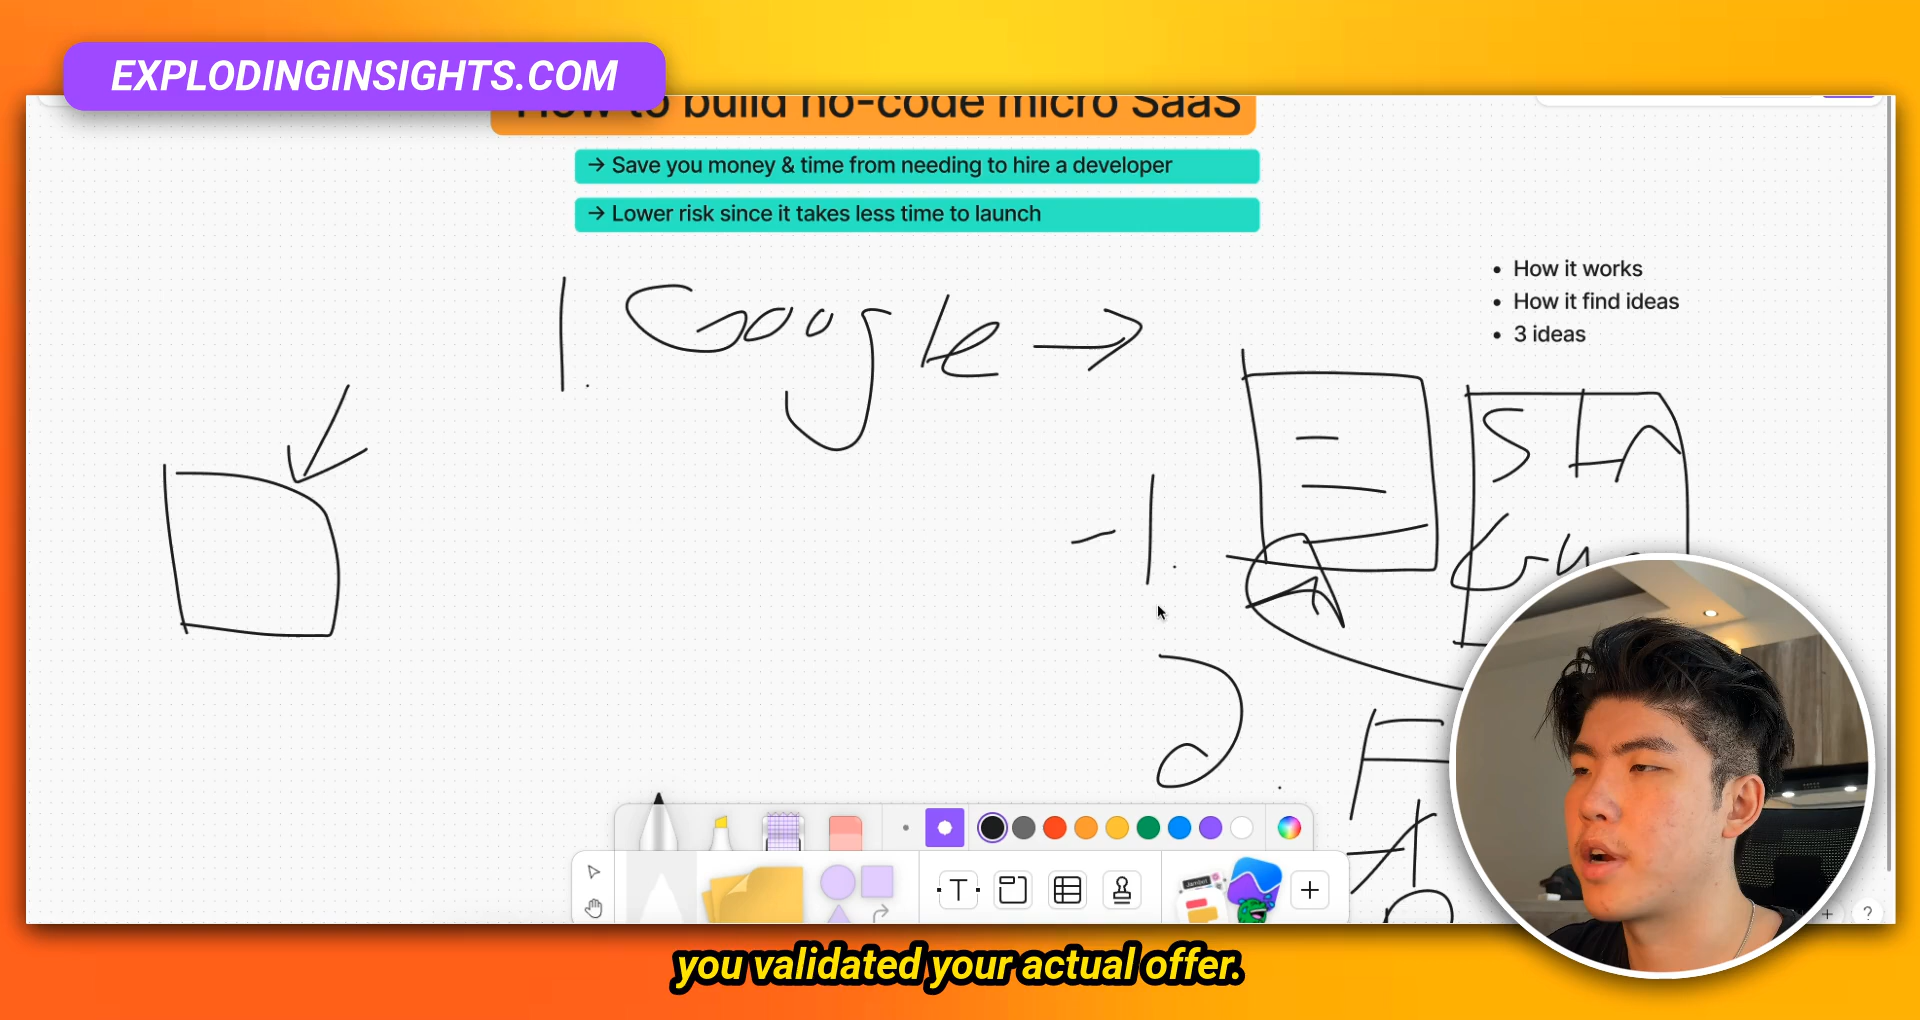 EXPLODINGINSIGHTS.COM
How to build no-code micro SaaS
→ Save you money & time from needing to hire a developer
→ Lower risk since it takes less time to launch
• How it works
• How it find ideas
• 3 ideas
1. Google →
- 1.
2.
T
?
you validated your actual offer.